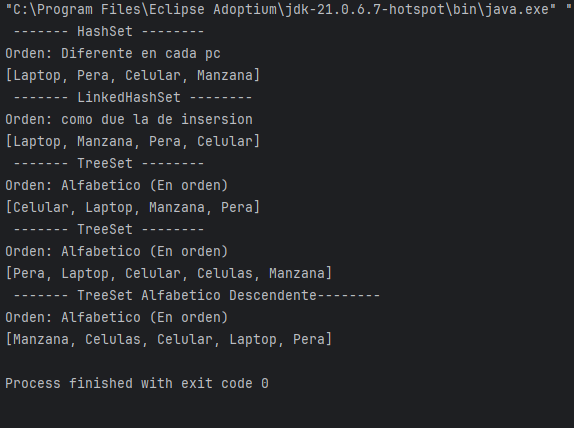 "C:\Program Files\Eclipse Adoptium\jdk-21.0.6.7-hotspot\bin\java.exe" "
------- HashSet --------
Orden: Diferente en cada pc
[Laptop, Pera, Celular, Manzana]
------- LinkedHashSet --------
Orden: como due la de insersion
[Laptop, Manzana, Pera, Celular]
------- TreeSet --------
Orden: Alfabetico (En orden)
[Celular, Laptop, Manzana, Pera]
------- TreeSet --------
Orden: Alfabetico (En orden)
[Pera, Laptop, Celular, Celulas, Manzana]
------- TreeSet Alfabetico Descendente--------
Orden: Alfabetico (En orden)
[Manzana, Celulas, Celular, Laptop, Pera]
Process finished with exit code 0